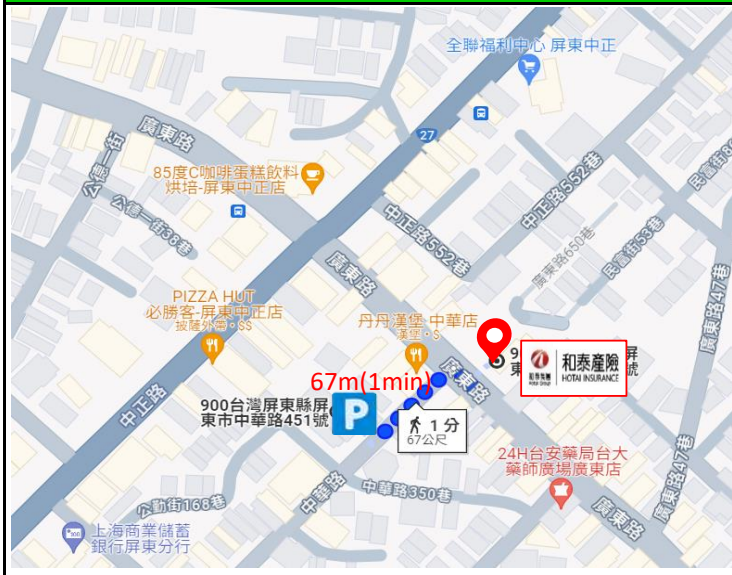 全聯福利中心 屏東中正
27
廣東路
公德一街
85度C咖啡蛋糕飲料
烘培-屏東中正店
公德一街38巷
中正路552巷
中正路552巷
民富街53巷
廣東路650巷
廣東路
PIZZA HUT
必勝客-屏東中正店
披薩外帶・$$
丹丹漢堡 中華店
漢堡・$
廣東路47巷
廣東路
和泰產險
HOTAI INSURANCE
屏
東
號
67m(1min)
900台灣屏東縣屏
東市中華路451號
P
1 分
67公尺
中正路
24H台安藥局台大
藥師廣場廣東店
廣東路47巷
中華路350巷
公勤街168巷
中華路
廣東路
上海商業儲蓄
銀行屏東分行